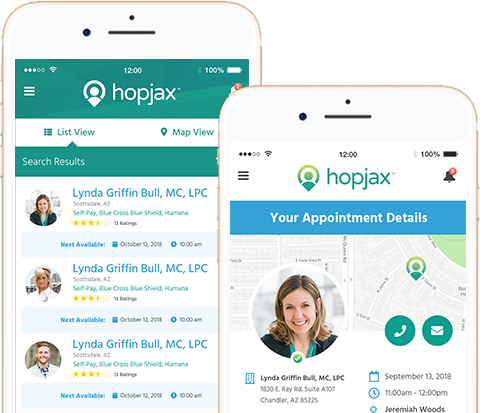 12:00
100%
hopjax™
2
List View
Map View
Search Results
Lynda Griffin Bull, MC, LPC
Scottsdale, AZ
Self-Pay, Blue Cross Blue Shield, Humana
13 Ratings
Next Available: October 12, 2018 10:00 am
Lynda Griffin Bull, MC, LPC
Scottsdale, AZ
Self-Pay, Blue Cross Blue Shield, Humana
13 Ratings
Next Available: October 12, 2018 10:00 am
Lynda Griffin Bull, MC, LPC
Scottsdale, AZ
Self-Pay, Blue Cross Blue Shield, Humana
13 Ratings
Next Available: October 12, 2018 10:00 am
12:00
100%
hopjax™
2
Your Appointment Details
Lynda Griffin Bull, MC, LPC
1820 E. Ray Rd. Suite A107
Chandler, AZ 85225
September 13, 2018
11:00am - 12:00pm
Jeremiah Woods